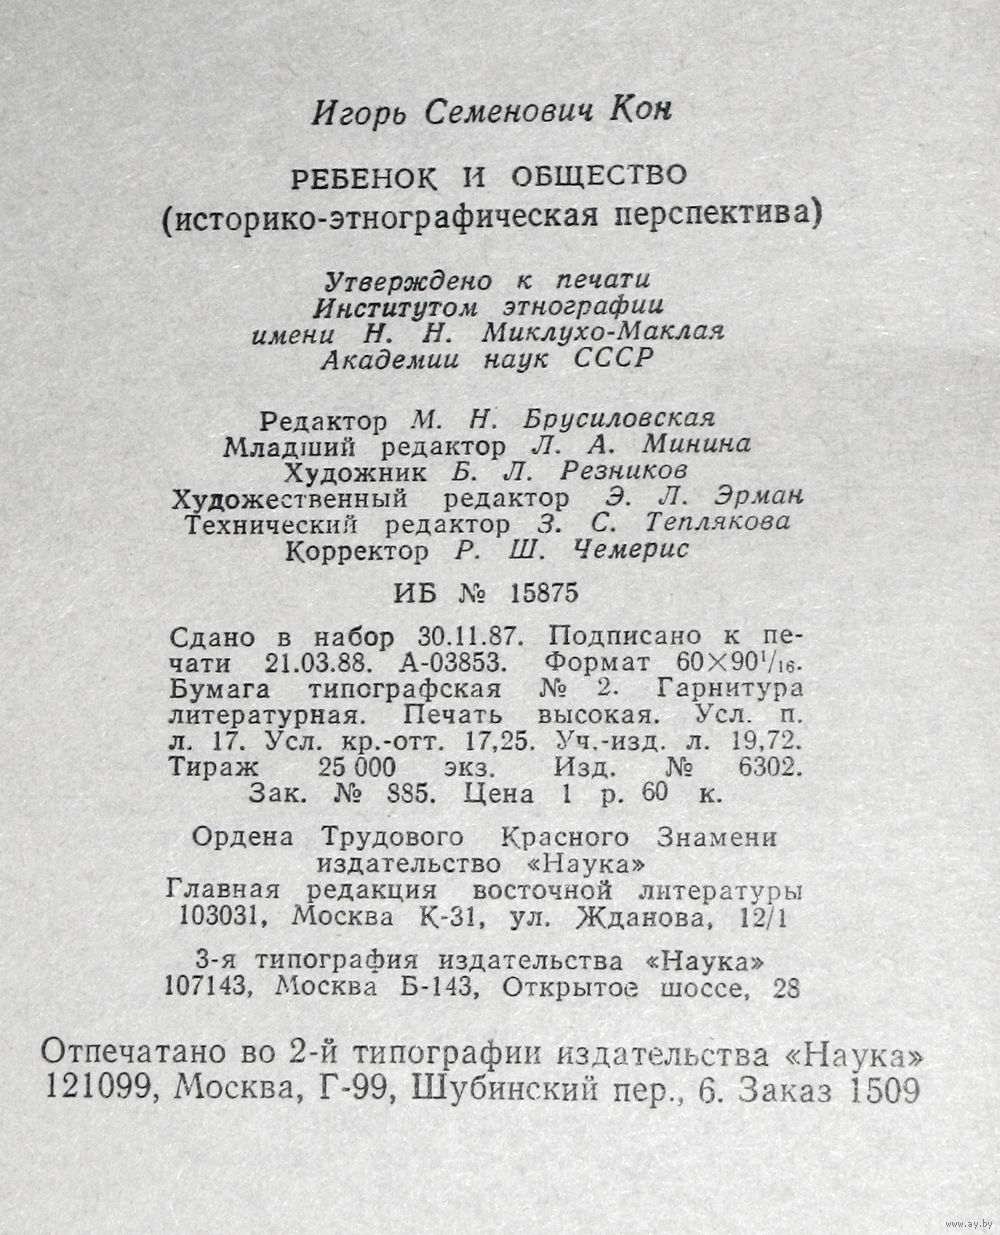 Игорь Семенович Кон
РЕБЕНОК И ОБЩЕСТВО
(историко-этнографическая перспектива)
Утверждено к печати
Институтом этнографии
имени Н. Н. Миклухо-Маклая
Академии наук СССР
Редактор М. Н. Брусиловская
Младший редактор Л. А. Минина
Художник Б. Л. Резников
Художественный редактор Э. Л. Эрман
Технический редактор З. С. Теплякова
Корректор Р. Ш. Чемерис
ИБ № 15875
Сдано в набор 30.11.87. Подписано к пе-
чати 21.03.88. А-03853. Формат 60×90¹/₁₆.
Бумага типографская № 2. Гарнитура
литературная. Печать высокая. Усл. п.
л. 17. Усл. кр.-отт. 17,25. Уч.-изд. л. 19,72.
Тираж 25 000 экз. Изд. № 6302.
Зак. № 885. Цена 1 р. 60 к.
Ордена Трудового Красного Знамени
издательство «Наука»
Главная редакция восточной литературы
103031, Москва К-31, ул. Жданова, 12/1
3-я типография издательства «Наука»
107143, Москва Б-143, Открытое шоссе, 28
Отпечатано во 2-й типографии издательства «Наука»
121099, Москва, Г-99, Шубинский пер., 6. Заказ 1509
www.ay.by